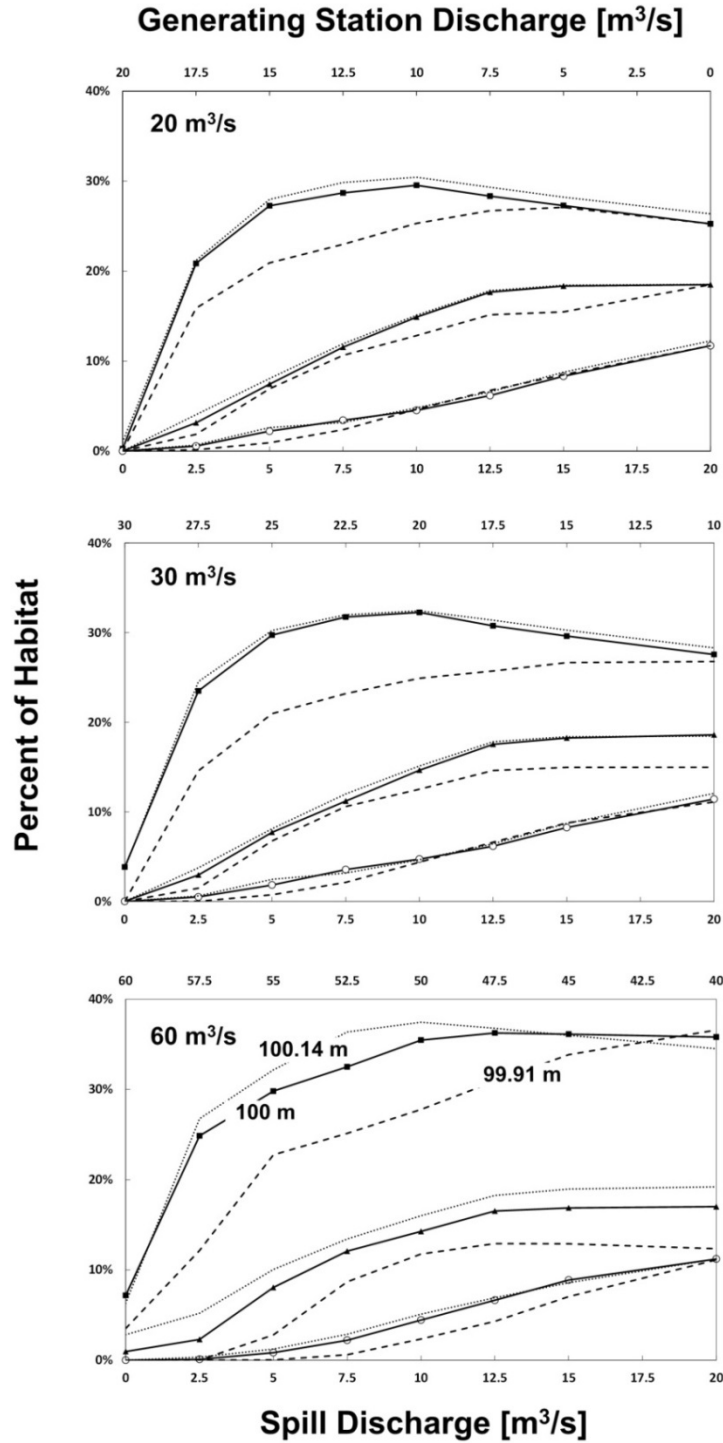 Generating Station Discharge [m³/s]
20 17.5 15 12.5 10 7.5 5 2.5 0
40%
20 m³/s
30%
20%
10%
0%
0 2.5 5 7.5 10 12.5 15 17.5 20
30 27.5 25 22.5 20 17.5 15 12.5 10
40%
30 m³/s
30%
20%
10%
0%
0 2.5 5 7.5 10 12.5 15 17.5 20
Percent of Habitat
60 57.5 55 52.5 50 47.5 45 42.5 40
40%
60 m³/s
100.14 m
99.91 m
30%
100 m
20%
10%
0%
0 2.5 5 7.5 10 12.5 15 17.5 20
Spill Discharge [m³/s]